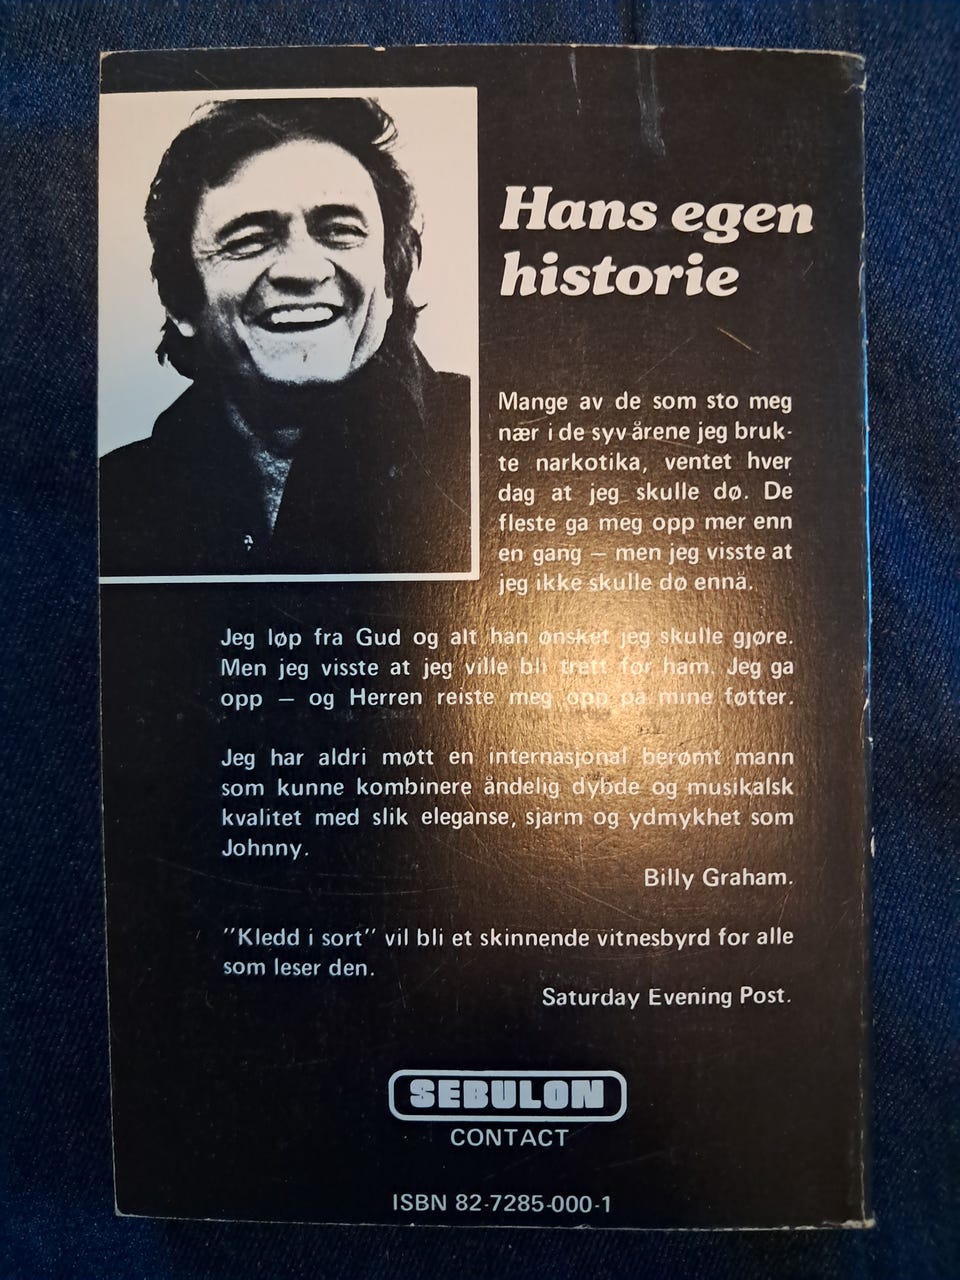 Hans egen
historie
Mange av de som sto meg
nær i de syv årene jeg bruk-
te narkotika, ventet hver
dag at jeg skulle dø. De
fleste ga meg opp mer enn
en gang – men jeg visste at
jeg ikke skulle dø ennå.
Jeg løp fra Gud og alt han ønsket jeg skulle gjøre.
Men jeg visste at jeg ville bli trett før ham. Jeg ga
opp – og Herren reiste meg opp på mine føtter.
Jeg har aldri møtt en internasjonal berømt mann
som kunne kombinere åndelig dybde og musikalsk
kvalitet med slik eleganse, sjarm og ydmykhet som
Johnny.
Billy Graham.
"Kledd i sort" vil bli et skinnende vitnesbyrd for alle
som leser den.
Saturday Evening Post.
SEBULON
CONTACT
ISBN 82-7285-000-1